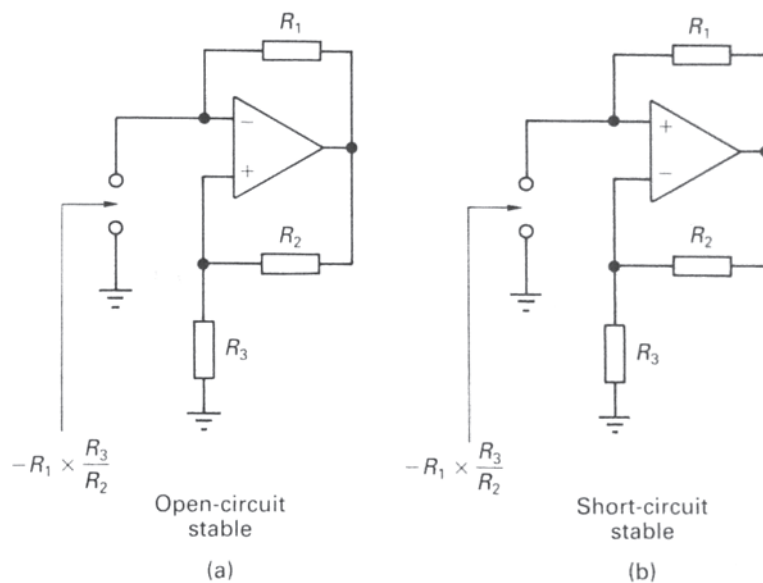 R1
R1
−
+
+
−
R2
R2
R3
R3
−R1 × R3/R2
−R1 × R3/R2
Open-circuit
stable
Short-circuit
stable
(a)
(b)